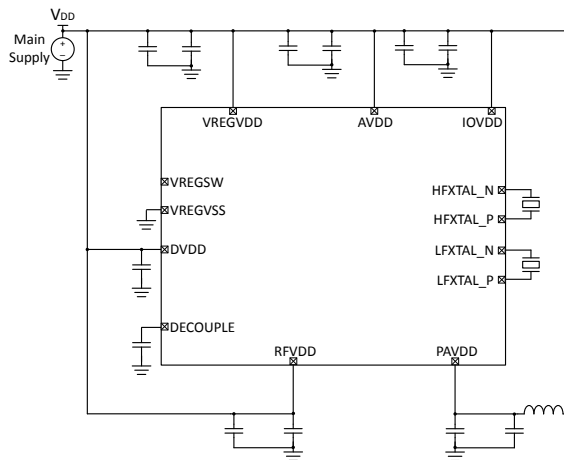 VDD
Main
Supply
+
–
VREGVDD
AVDD
IOVDD
VREGSW
HFXTAL_N
VREGVSS
HFXTAL_P
DVDD
LFXTAL_N
LFXTAL_P
DECOUPLE
RFVDD
PAVDD